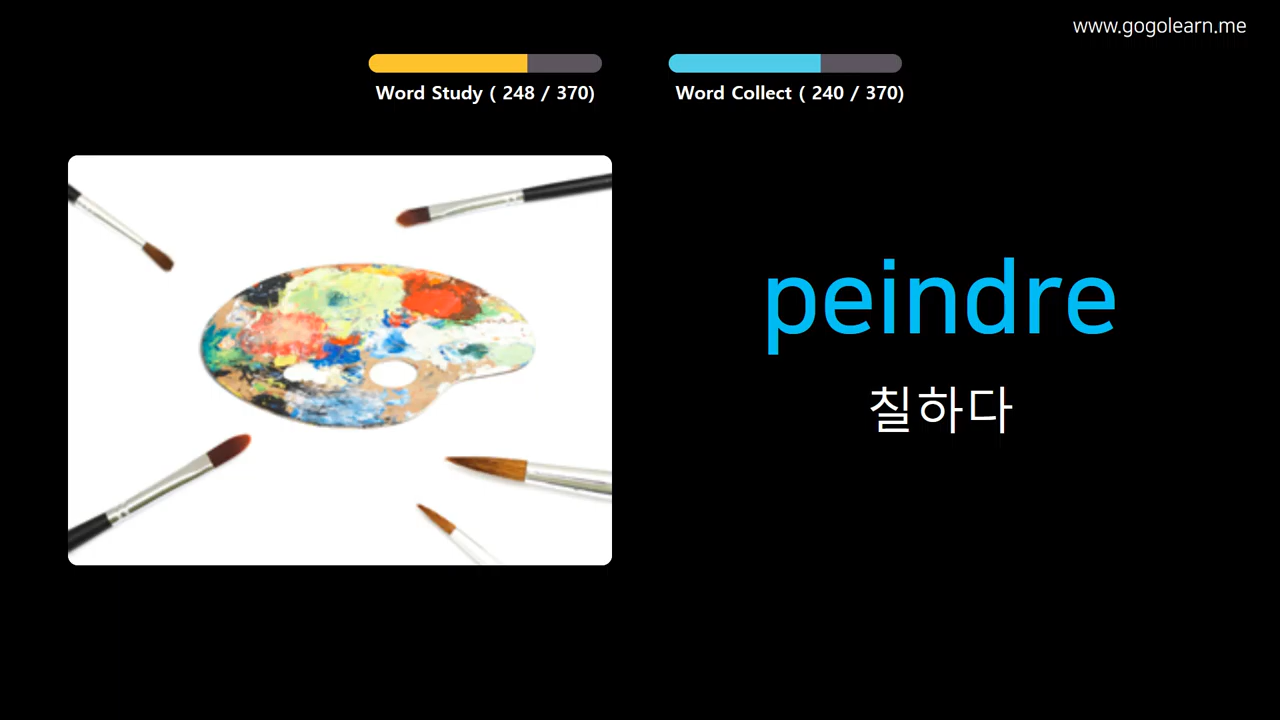 www.gogolearn.me
Word Study ( 248 / 370)
Word Collect ( 240 / 370)
peindre
칠하다